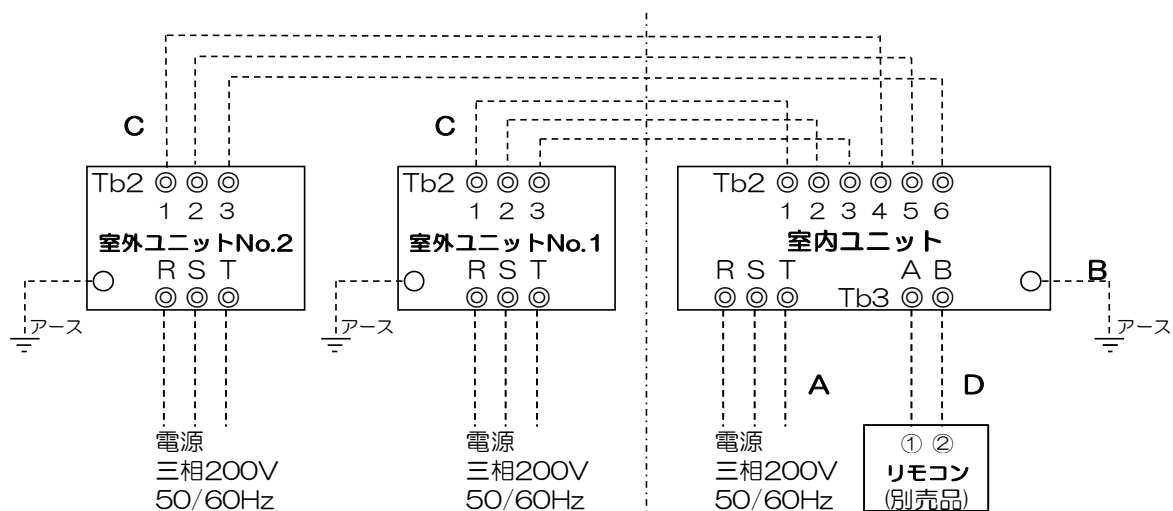 C
C
Tb2
1 2 3
室外ユニットNo.2
R S T
アース
電源
三相200V
50/60Hz
Tb2
1 2 3
室外ユニットNo.1
R S T
アース
電源
三相200V
50/60Hz
Tb2
1 2 3 4 5 6
室内ユニット
R S T
A B
Tb3
B
アース
A
D
電源
三相200V
50/60Hz
① ②
リモコン
(別売品)